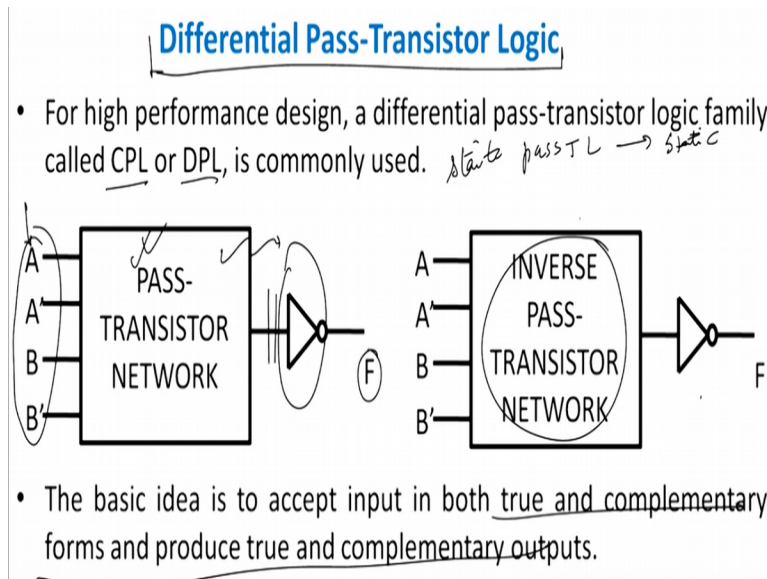 Differential Pass-Transistor Logic
• For high performance design, a differential pass-transistor logic family
called CPL or DPL, is commonly used. pass TL → static
A
A'
B
B'
PASS-
TRANSISTOR
NETWORK
F
A
A'
B
B'
INVERSE
PASS-
TRANSISTOR
NETWORK
F
• The basic idea is to accept input in both true and complementary
forms and produce true and complementary outputs.